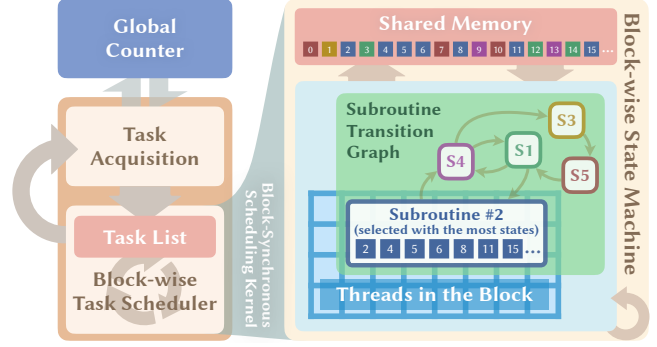 Global
Counter
Task
Acquisition
Task List
Block-wise
Task Scheduler
Block-Synchronous
Scheduling Kernel
Shared Memory
0 1 2 3 4 5 6 7 8 9 10 11 12 13 14 15 ...
Subroutine
Transition
Graph
S3
S1
S4
S5
Subroutine #2
(selected with the most states)
2 4 5 6 8 11 15 ...
Threads in the Block
Block-wise State Machine